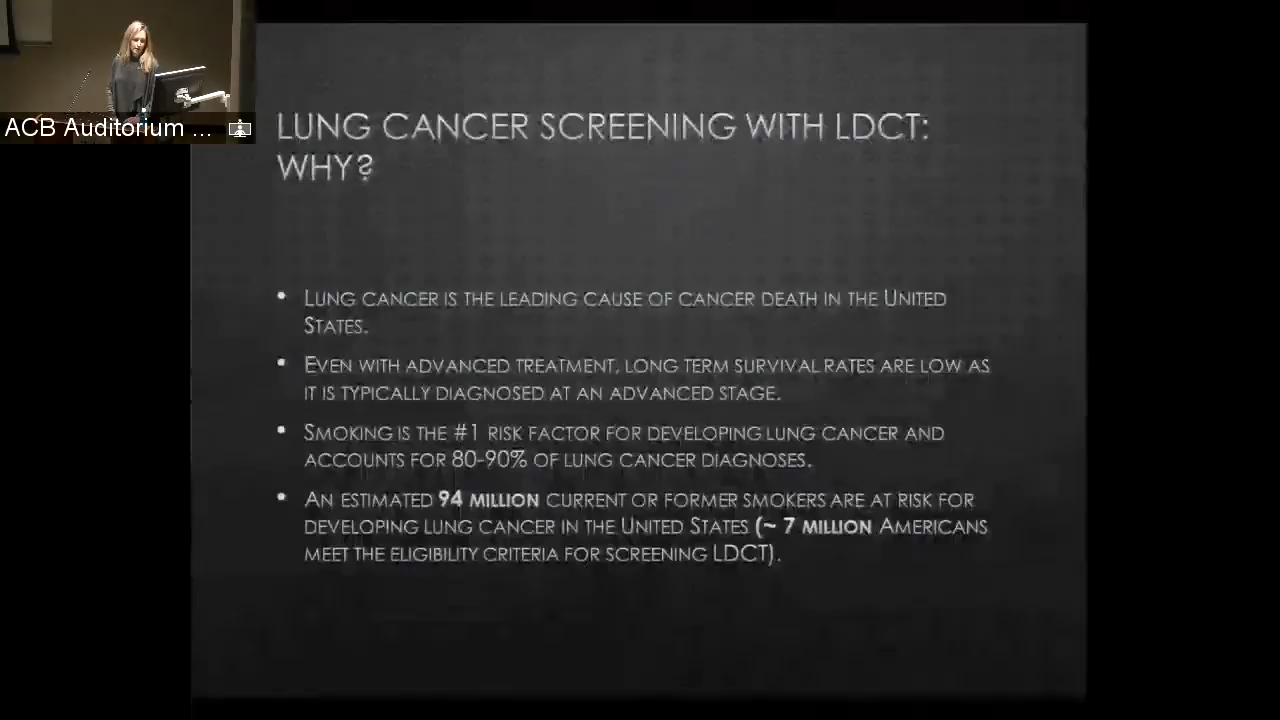 ACB Auditorium ...
LUNG CANCER SCREENING WITH LDCT:
WHY?
• LUNG CANCER IS THE LEADING CAUSE OF CANCER DEATH IN THE UNITED
STATES.
• EVEN WITH ADVANCED TREATMENT, LONG TERM SURVIVAL RATES ARE LOW AS
IT IS TYPICALLY DIAGNOSED AT AN ADVANCED STAGE.
• SMOKING IS THE #1 RISK FACTOR FOR DEVELOPING LUNG CANCER AND
ACCOUNTS FOR 80-90% OF LUNG CANCER DIAGNOSES.
• AN ESTIMATED 94 MILLION CURRENT OR FORMER SMOKERS ARE AT RISK FOR
DEVELOPING LUNG CANCER IN THE UNITED STATES (~ 7 MILLION AMERICANS
MEET THE ELIGIBILITY CRITERIA FOR SCREENING LDCT).